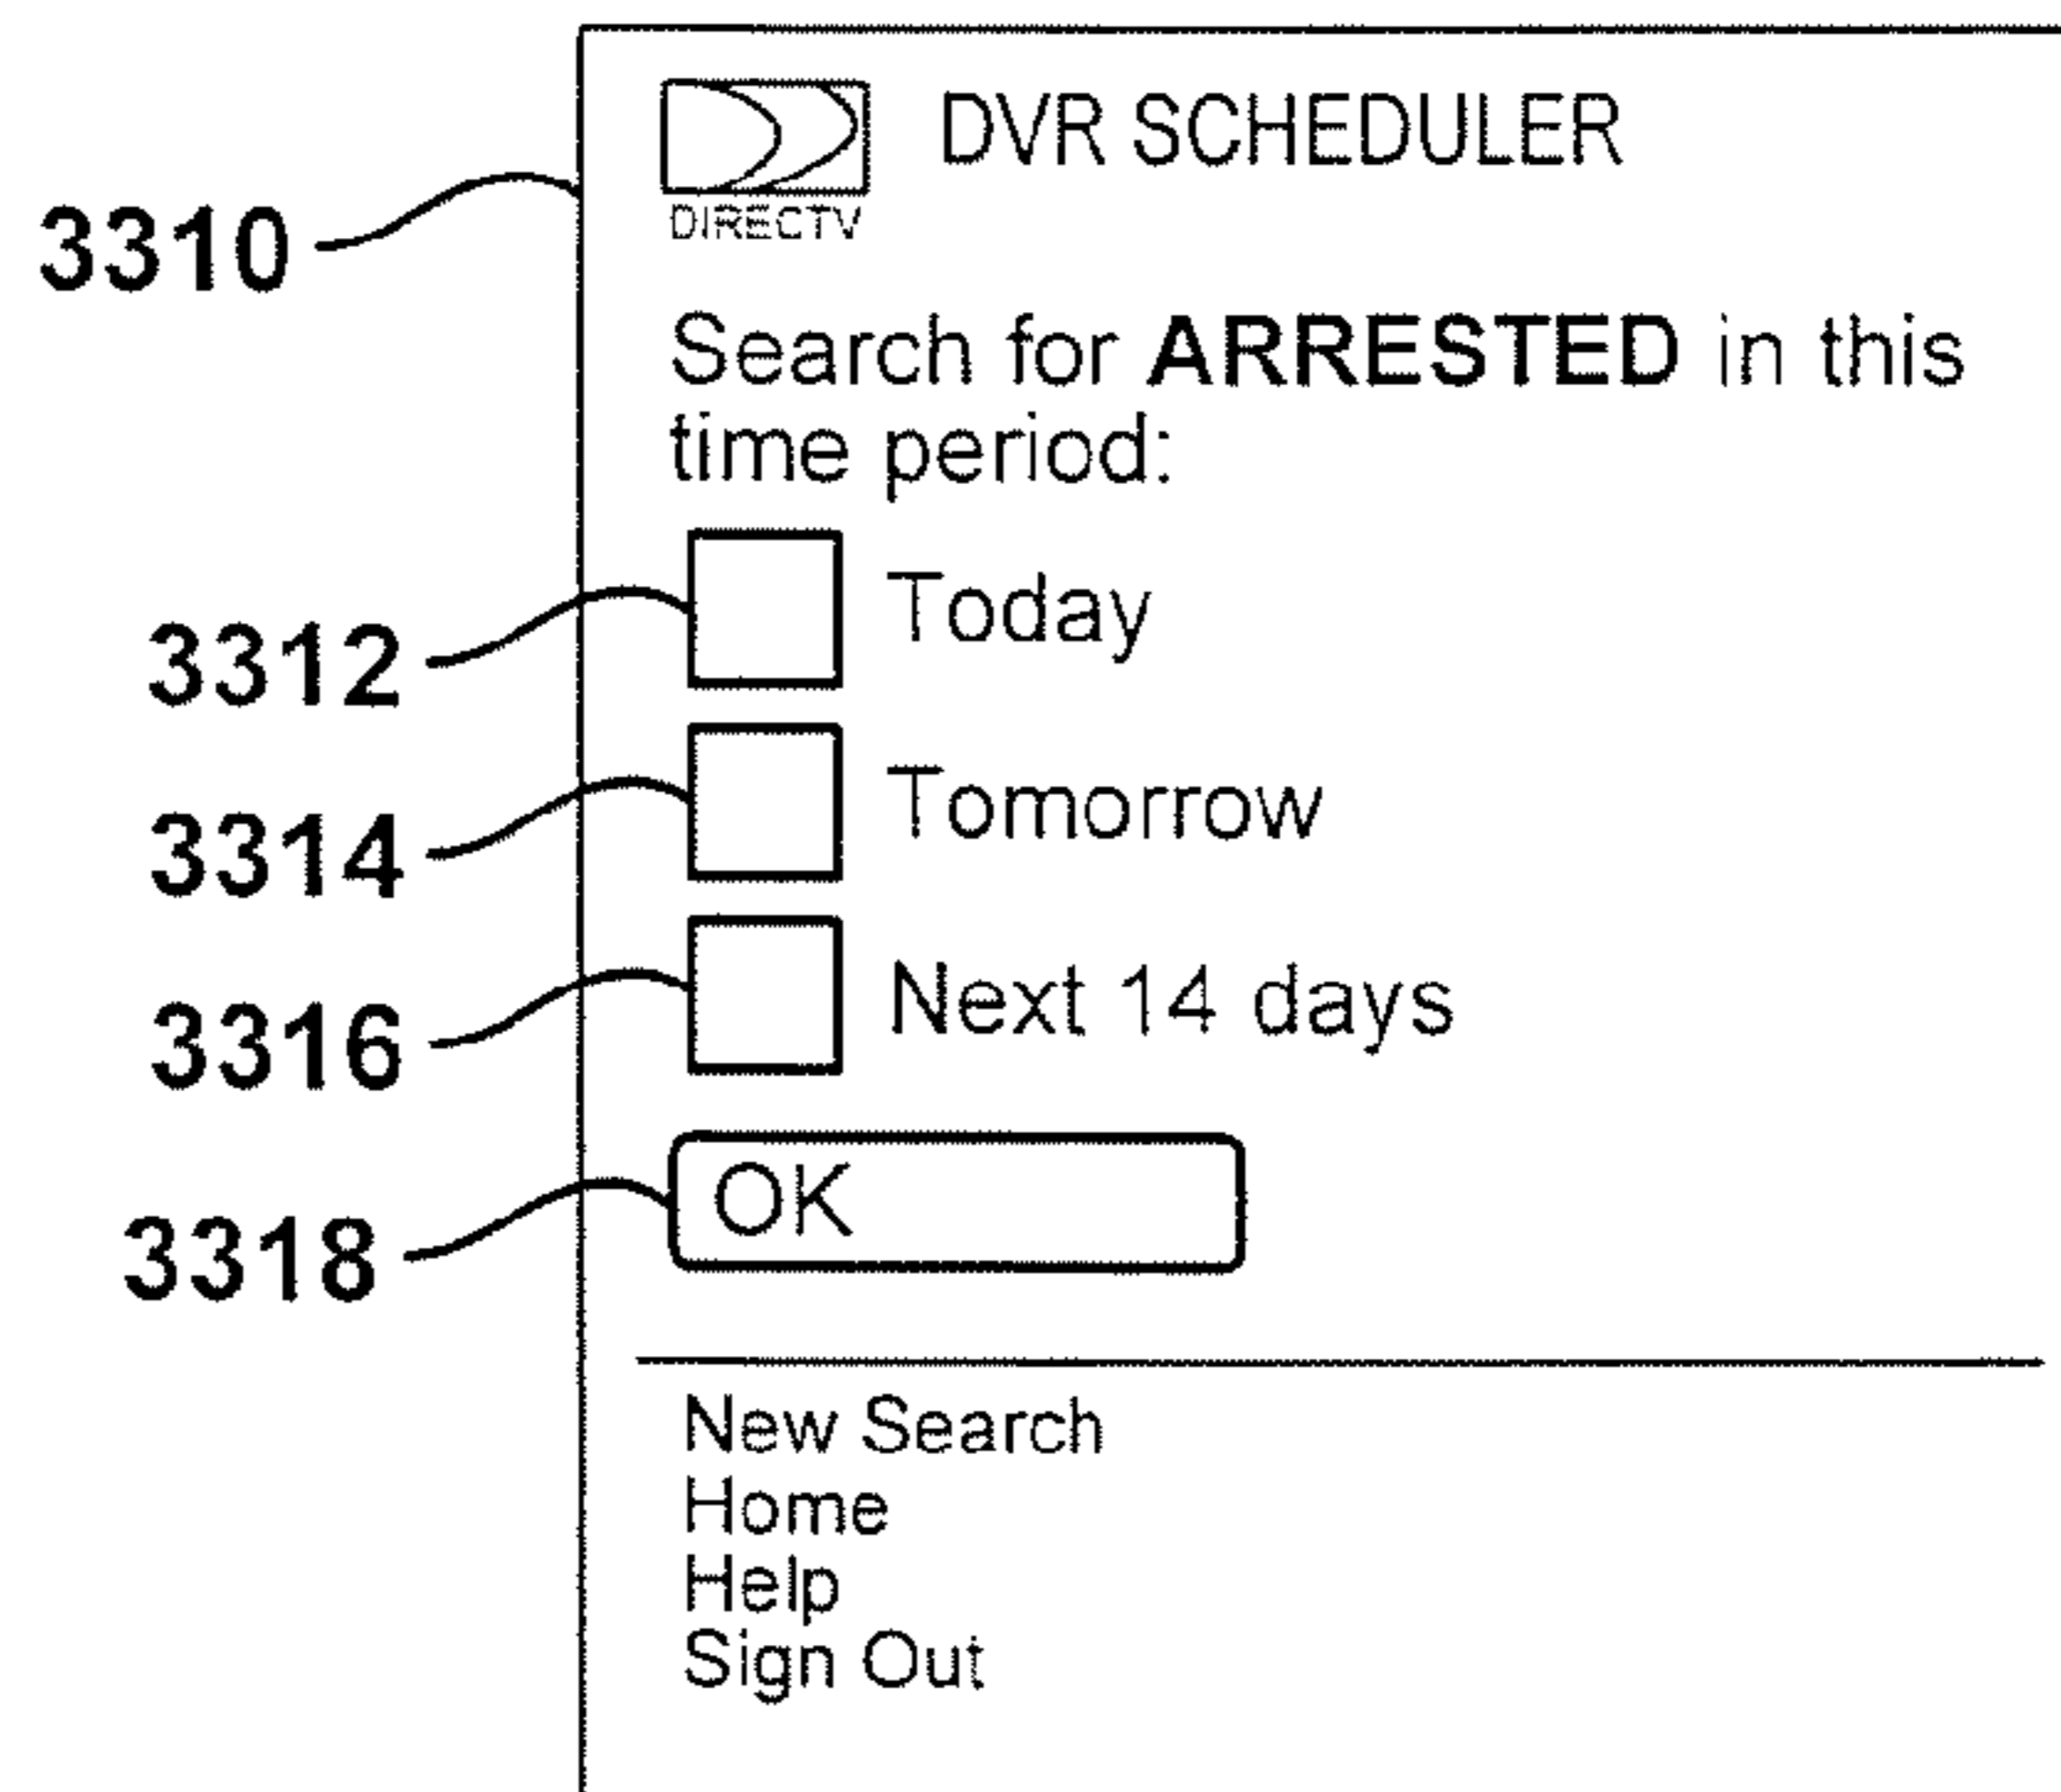 DVR SCHEDULER
DIRECTV
3310
Search for ARRESTED in this
time period:
3312 Today
3314 Tomorrow
3316 Next 14 days
3318 OK
New Search
Home
Help
Sign Out